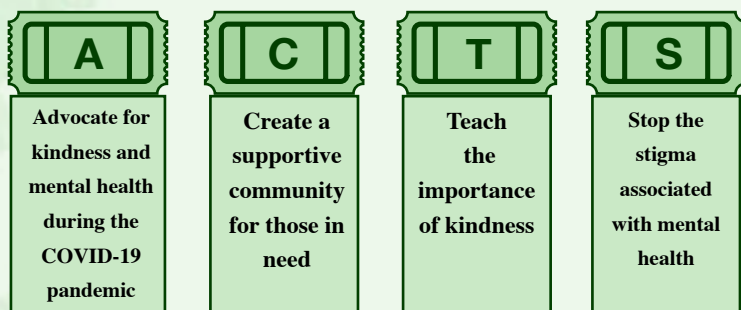 A
Advocate for
kindness and
mental health
during the
COVID-19
pandemic
C
Create a
supportive
community
for those in
need
T
Teach
the
importance
of kindness
S
Stop the
stigma
associated
with mental
health